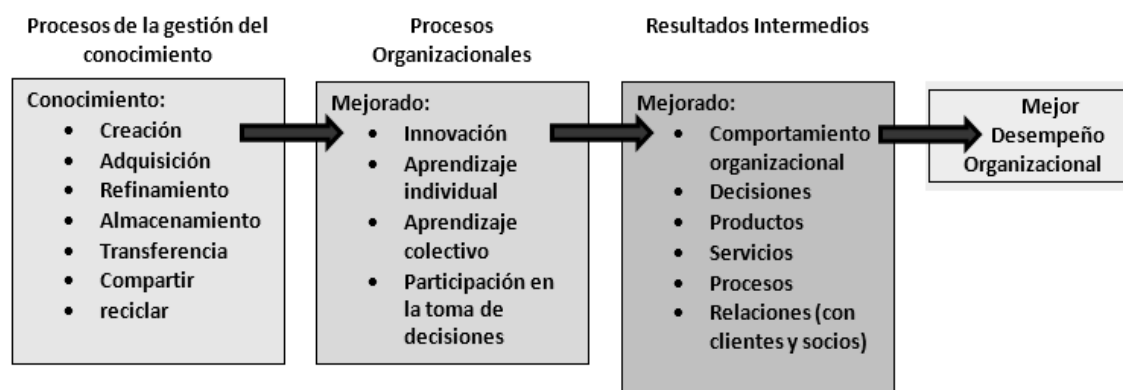 Procesos de la gestión del
conocimiento
Conocimiento:
• Creación
• Adquisición
• Refinamiento
• Almacenamiento
• Transferencia
• Compartir
• reciclar
Procesos
Organizacionales
Mejorado:
• Innovación
• Aprendizaje
individual
• Aprendizaje
colectivo
• Participación en
la toma de
decisiones
Resultados Intermedios
Mejorado:
• Comportamiento
organizacional
• Decisiones
• Productos
• Servicios
• Procesos
• Relaciones (con
clientes y socios)
Mejor
Desempeño
Organizacional